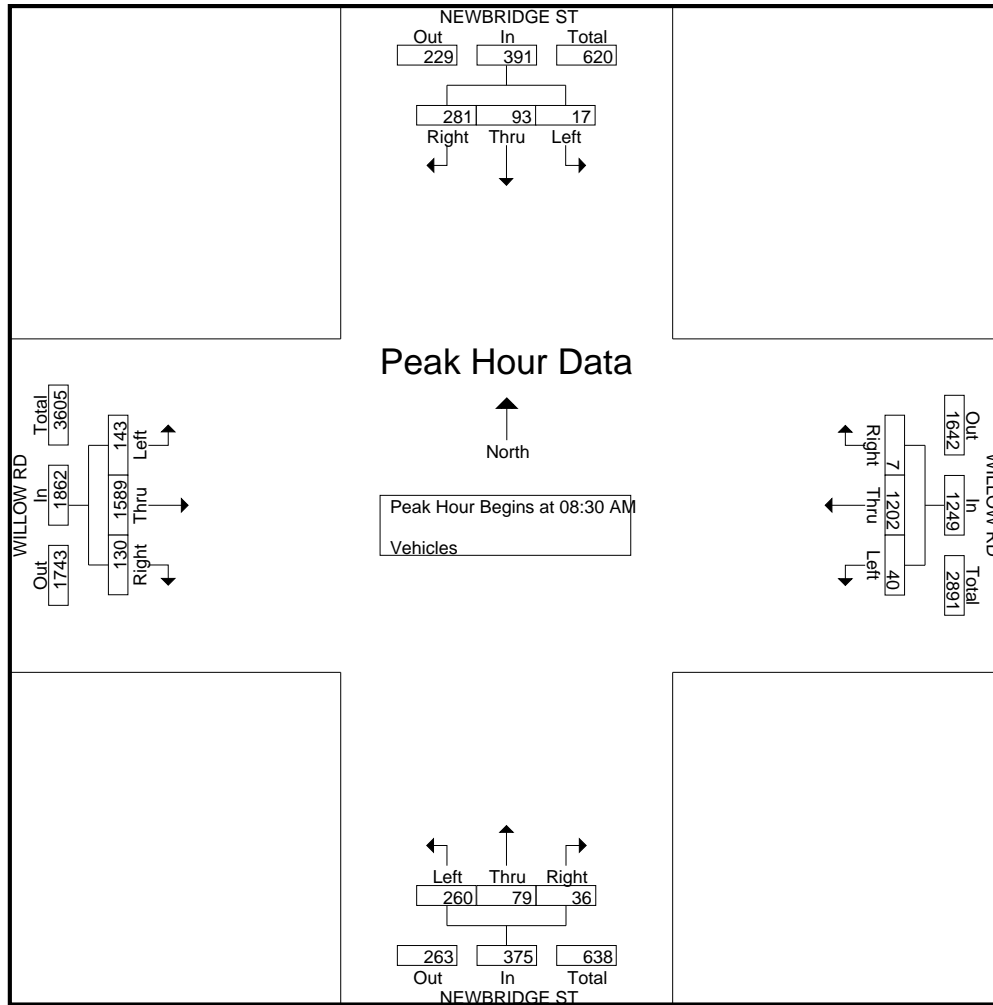 NEWBRIDGE ST
Out In Total
229 391 620
281 93 17
Right Thru Left
Peak Hour Data
North
Peak Hour Begins at 08:30 AM
Vehicles
WILLOW RD
Out In Total
1743 1862 3605
130 1589 143
Right Thru Left
WILLOW RD
Out In Total
1642 1249 2891
7 1202 40
Right Thru Left
Left Thru Right
260 79 36
263 375 638
Out In Total
NEWBRIDGE ST